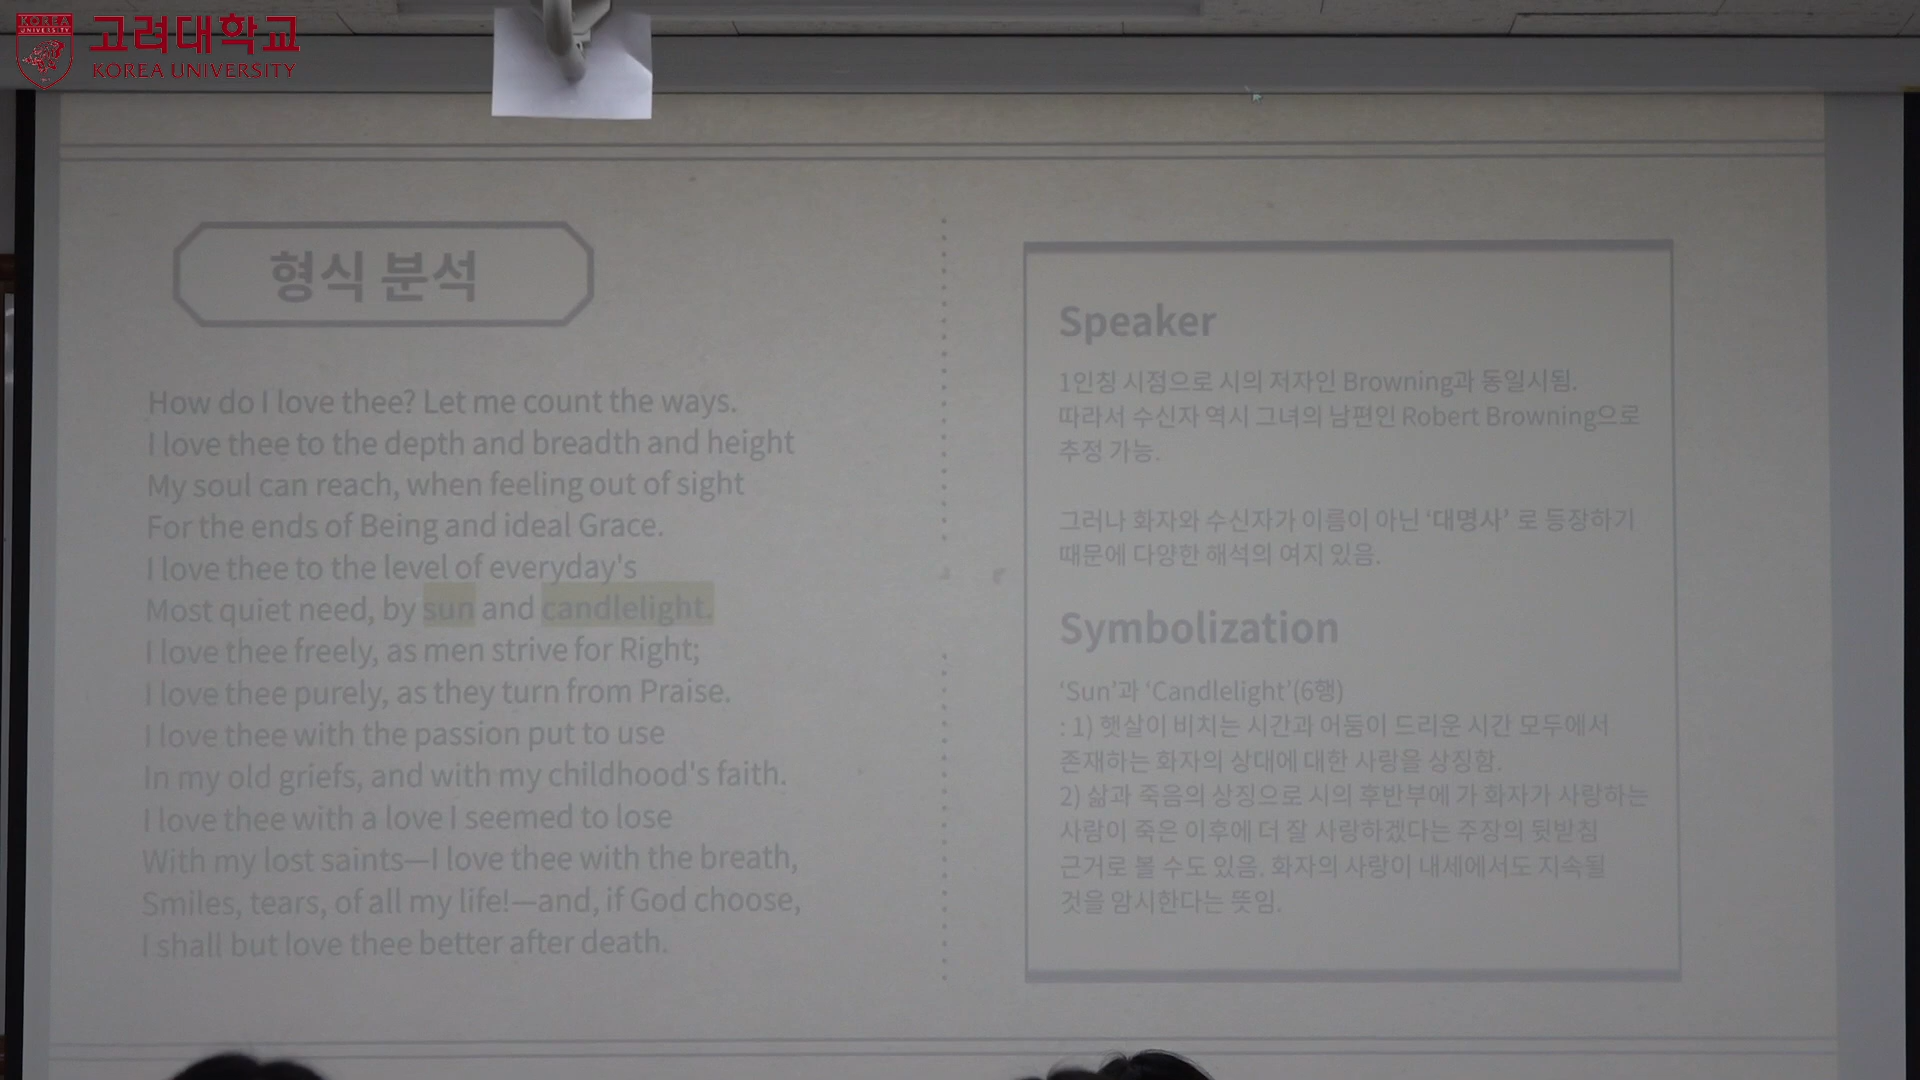 KOREA
UNIVERSITY
고려대학교
KOREA UNIVERSITY
형식 분석
How do I love thee? Let me count the ways.
I love thee to the depth and breadth and height
My soul can reach, when feeling out of sight
For the ends of Being and ideal Grace.
I love thee to the level of everyday's
Most quiet need, by sun and candlelight.
I love thee freely, as men strive for Right;
I love thee purely, as they turn from Praise.
I love thee with the passion put to use
In my old griefs, and with my childhood's faith.
I love thee with a love I seemed to lose
With my lost saints—I love thee with the breath,
Smiles, tears, of all my life!—and, if God choose,
I shall but love thee better after death.
Speaker
1인칭 시점으로 시의 저자인 Browning과 동일시됨.
따라서 수신자 역시 그녀의 남편인 Robert Browning으로
추정 가능.
그러나 화자와 수신자가 이름이 아닌 ‘대명사’ 로 등장하기
때문에 다양한 해석의 여지 있음.
Symbolization
‘Sun’과 ‘Candlelight’(6행)
: 1) 햇살이 비치는 시간과 어둠이 드리운 시간 모두에서
존재하는 화자의 상대에 대한 사랑을 상징함.
2) 삶과 죽음의 상징으로 시의 후반부에 가 화자가 사랑하는
사람이 죽은 이후에 더 잘 사랑하겠다는 주장의 뒷받침
근거로 볼 수도 있음. 화자의 사랑이 내세에서도 지속될
것을 암시한다는 뜻임.